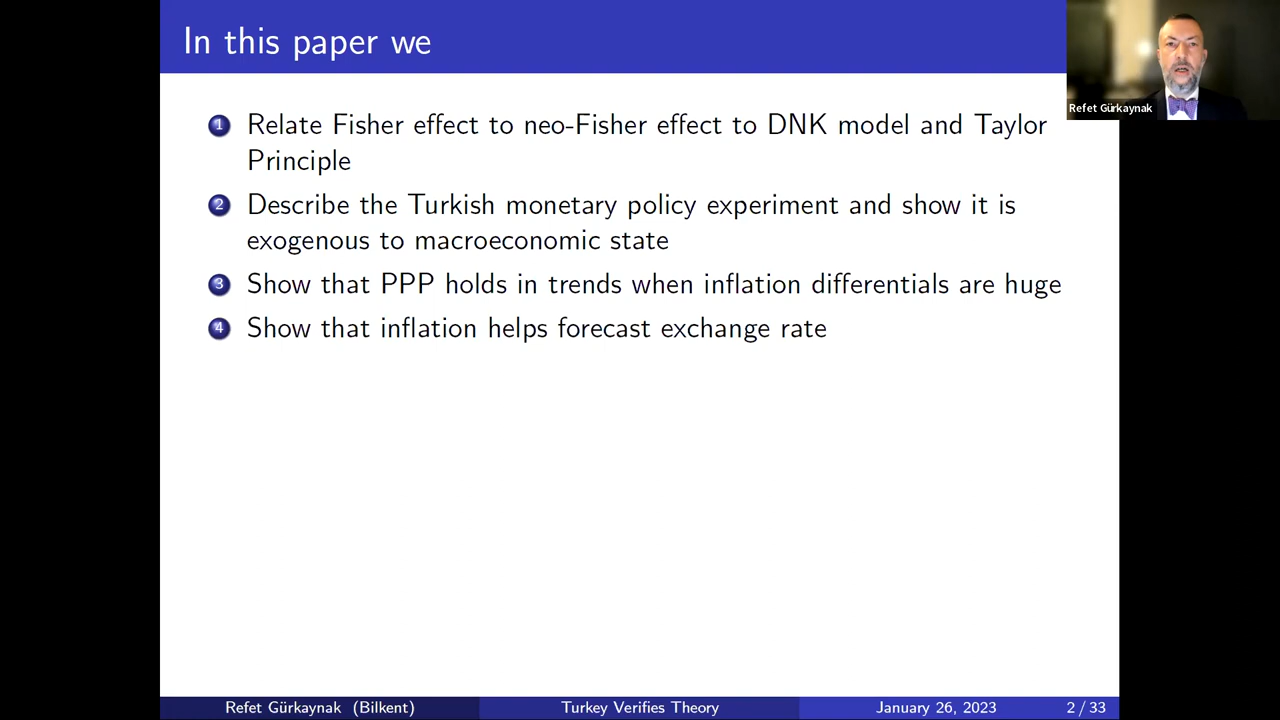 In this paper we
Refet Gürkaynak
1 Relate Fisher effect to neo-Fisher effect to DNK model and Taylor
Principle
2 Describe the Turkish monetary policy experiment and show it is
exogenous to macroeconomic state
3 Show that PPP holds in trends when inflation differentials are huge
4 Show that inflation helps forecast exchange rate
Refet Gürkaynak (Bilkent) Turkey Verifies Theory January 26, 2023 2 / 33